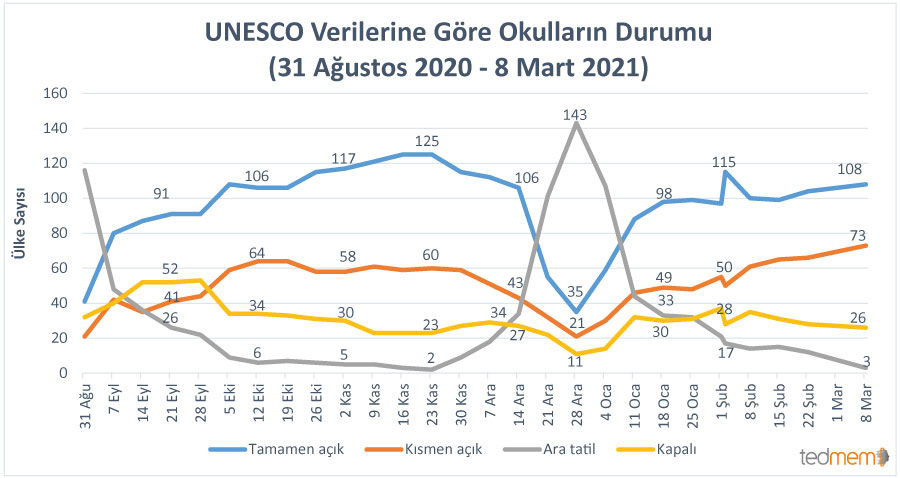 UNESCO Verilerine Göre Okulların Durumu
(31 Ağustos 2020 - 8 Mart 2021)
Ülke Sayısı
160
140
120
100
80
60
40
20
0
143
125
117
115
106
106
108
91
98
73
64
58
60
52
50
49
43
41
35
34
34
33
30
30
28
27
26
26
23
21
17
11
6
5
2
3
31 Ağu
7 Eyl
14 Eyl
21 Eyl
28 Eyl
5 Eki
12 Eki
19 Eki
26 Eki
2 Kas
9 Kas
16 Kas
23 Kas
30 Kas
7 Ara
14 Ara
21 Ara
28 Ara
4 Oca
11 Oca
18 Oca
25 Oca
1 Şub
8 Şub
15 Şub
22 Şub
1 Mar
8 Mar
Tamamen açık Kısmen açık Ara tatil Kapalı
tedmem